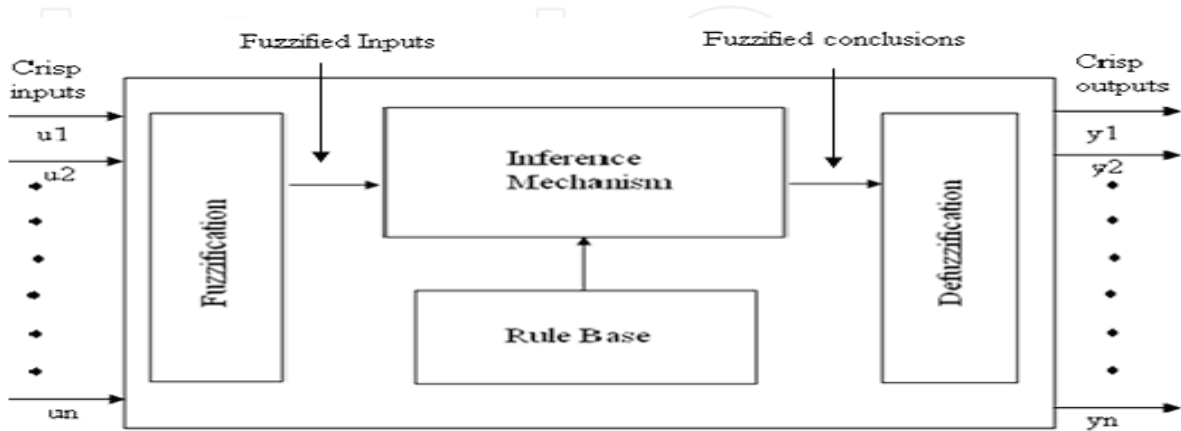 Fuzzified Inputs
Fuzzified conclusions
Crisp
inputs
Crisp
outputs
u1
u2
un
Fuzzification
Inference
Mechanism
Rule Base
Defuzzification
y1
y2
yn